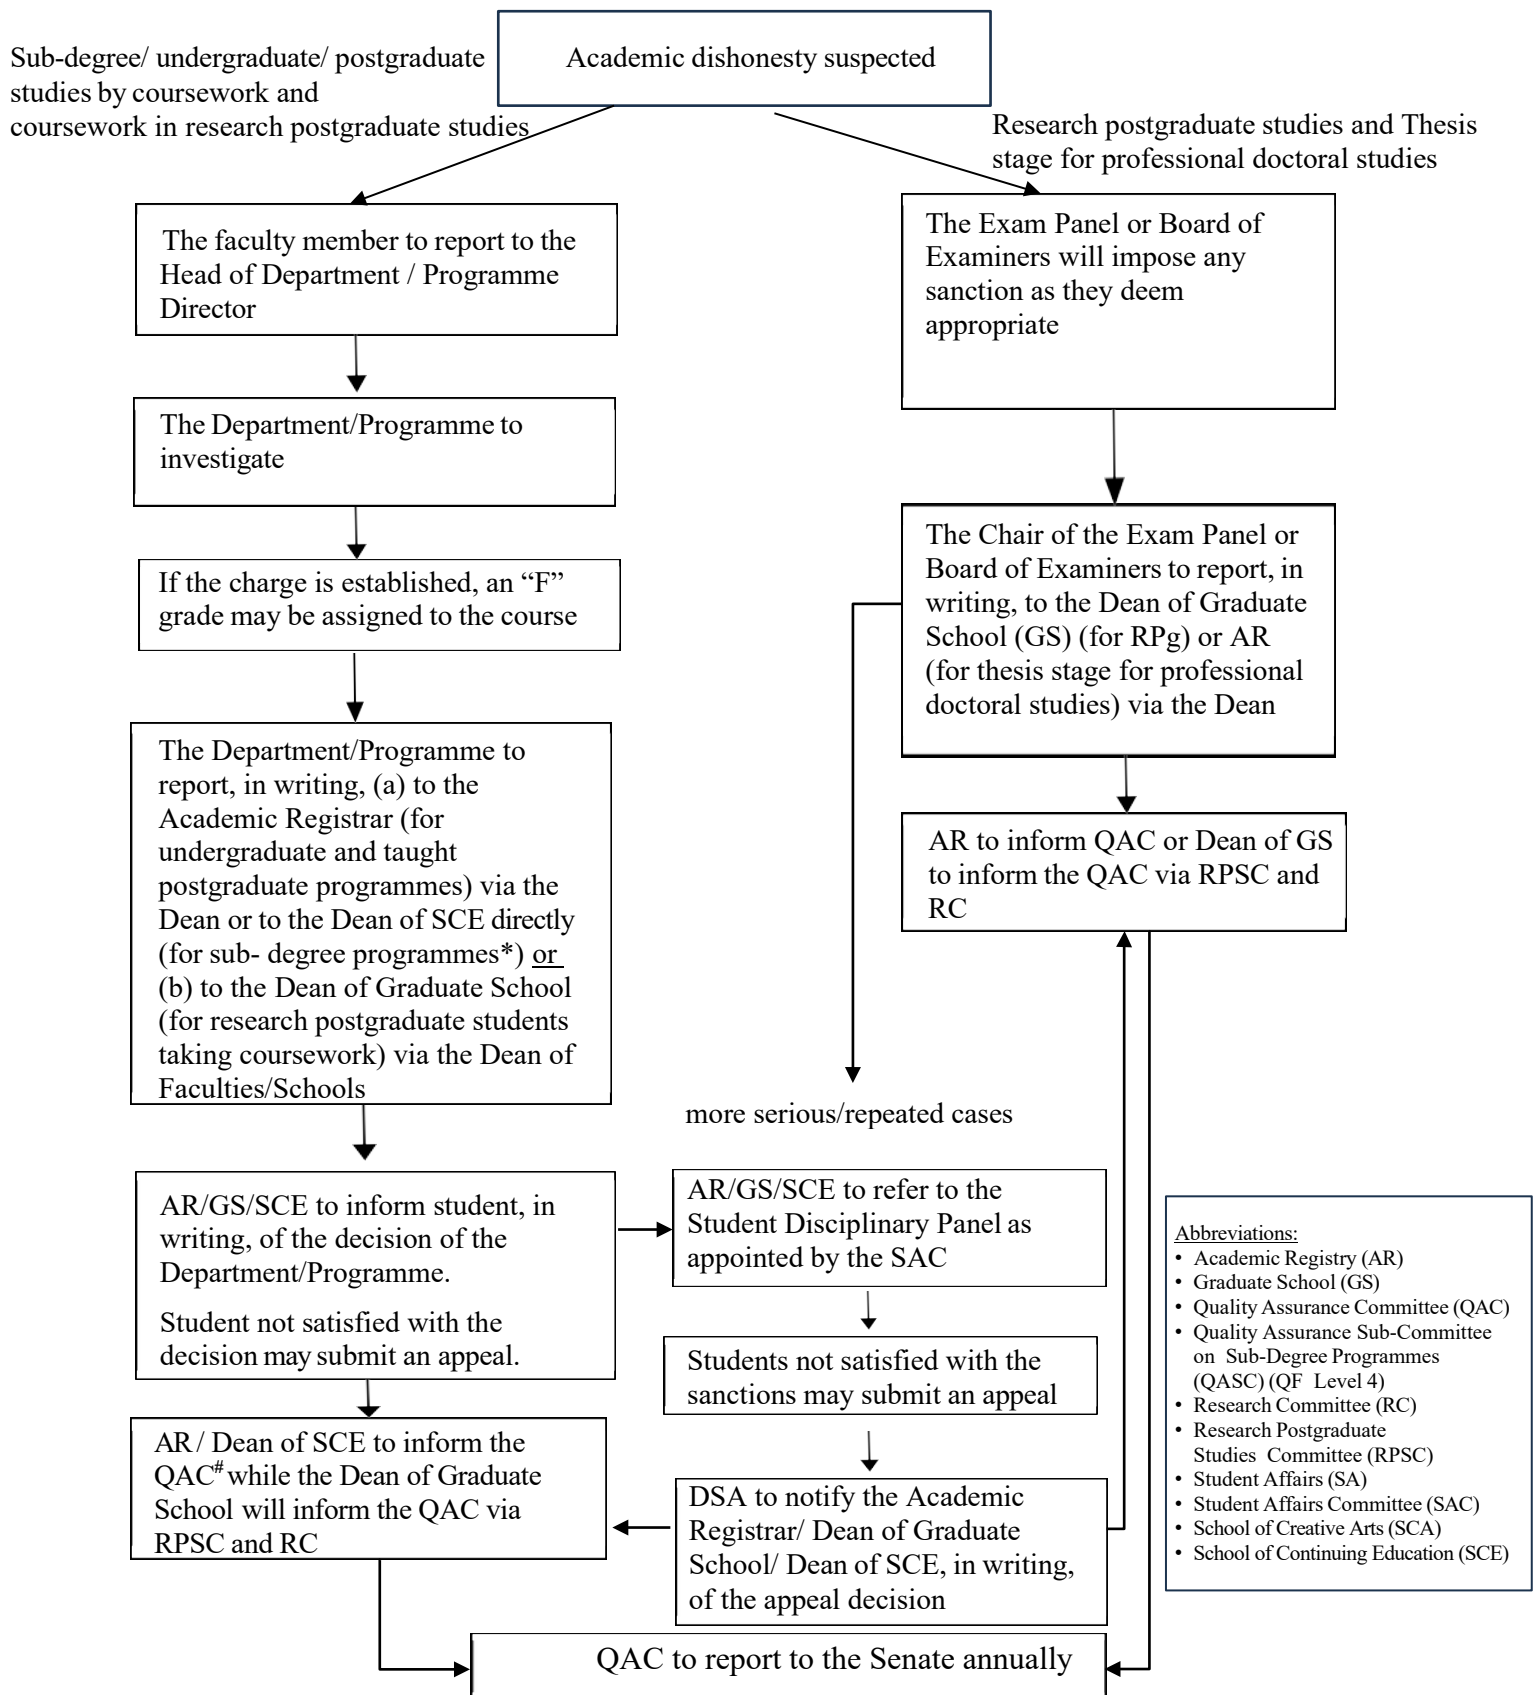 Academic dishonesty suspected
Sub-degree/ undergraduate/ postgraduate
studies by coursework and
coursework in research postgraduate studies
Research postgraduate studies and Thesis
stage for professional doctoral studies
The faculty member to report to the
Head of Department / Programme
Director
The Department/Programme to
investigate
If the charge is established, an “F”
grade may be assigned to the course
The Department/Programme to
report, in writing, (a) to the
Academic Registrar (for
undergraduate and taught
postgraduate programmes) via the
Dean or to the Dean of SCE directly
(for sub- degree programmes*) or
(b) to the Dean of Graduate School
(for research postgraduate students
taking coursework) via the Dean of
Faculties/Schools
AR/GS/SCE to inform student, in
writing, of the decision of the
Department/Programme.
Student not satisfied with the
decision may submit an appeal.
AR/ Dean of SCE to inform the
QAC# while the Dean of Graduate
School will inform the QAC via
RPSC and RC
The Exam Panel or Board of
Examiners will impose any
sanction as they deem
appropriate
The Chair of the Exam Panel or
Board of Examiners to report, in
writing, to the Dean of Graduate
School (GS) (for RPg) or AR
(for thesis stage for professional
doctoral studies) via the Dean
AR to inform QAC or Dean of GS
to inform the QAC via RPSC and
RC
more serious/repeated cases
AR/GS/SCE to refer to the
Student Disciplinary Panel as
appointed by the SAC
Students not satisfied with the
sanctions may submit an appeal
DSA to notify the Academic
Registrar/ Dean of Graduate
School/ Dean of SCE, in writing,
of the appeal decision
QAC to report to the Senate annually
Abbreviations:
• Academic Registry (AR)
• Graduate School (GS)
• Quality Assurance Committee (QAC)
• Quality Assurance Sub-Committee
on Sub-Degree Programmes
(QASC) (QF Level 4)
• Research Committee (RC)
• Research Postgraduate
Studies Committee (RPSC)
• Student Affairs (SA)
• Student Affairs Committee (SAC)
• School of Creative Arts (SCA)
• School of Continuing Education (SCE)